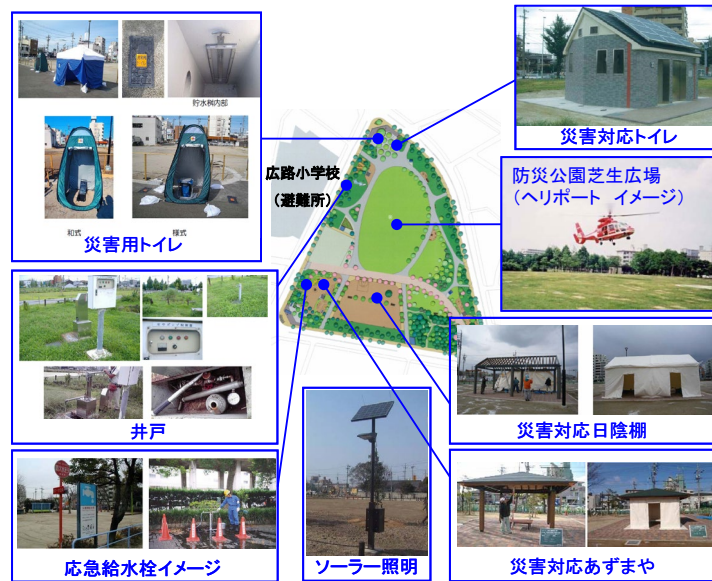 貯水桝内部
和式
様式
災害用トイレ
災害対応トイレ
広路小学校
（避難所）
防災公園芝生広場
（ヘリポート　イメージ）
井戸
災害対応日陰棚
応急給水栓イメージ
ソーラー照明
災害対応あずまや